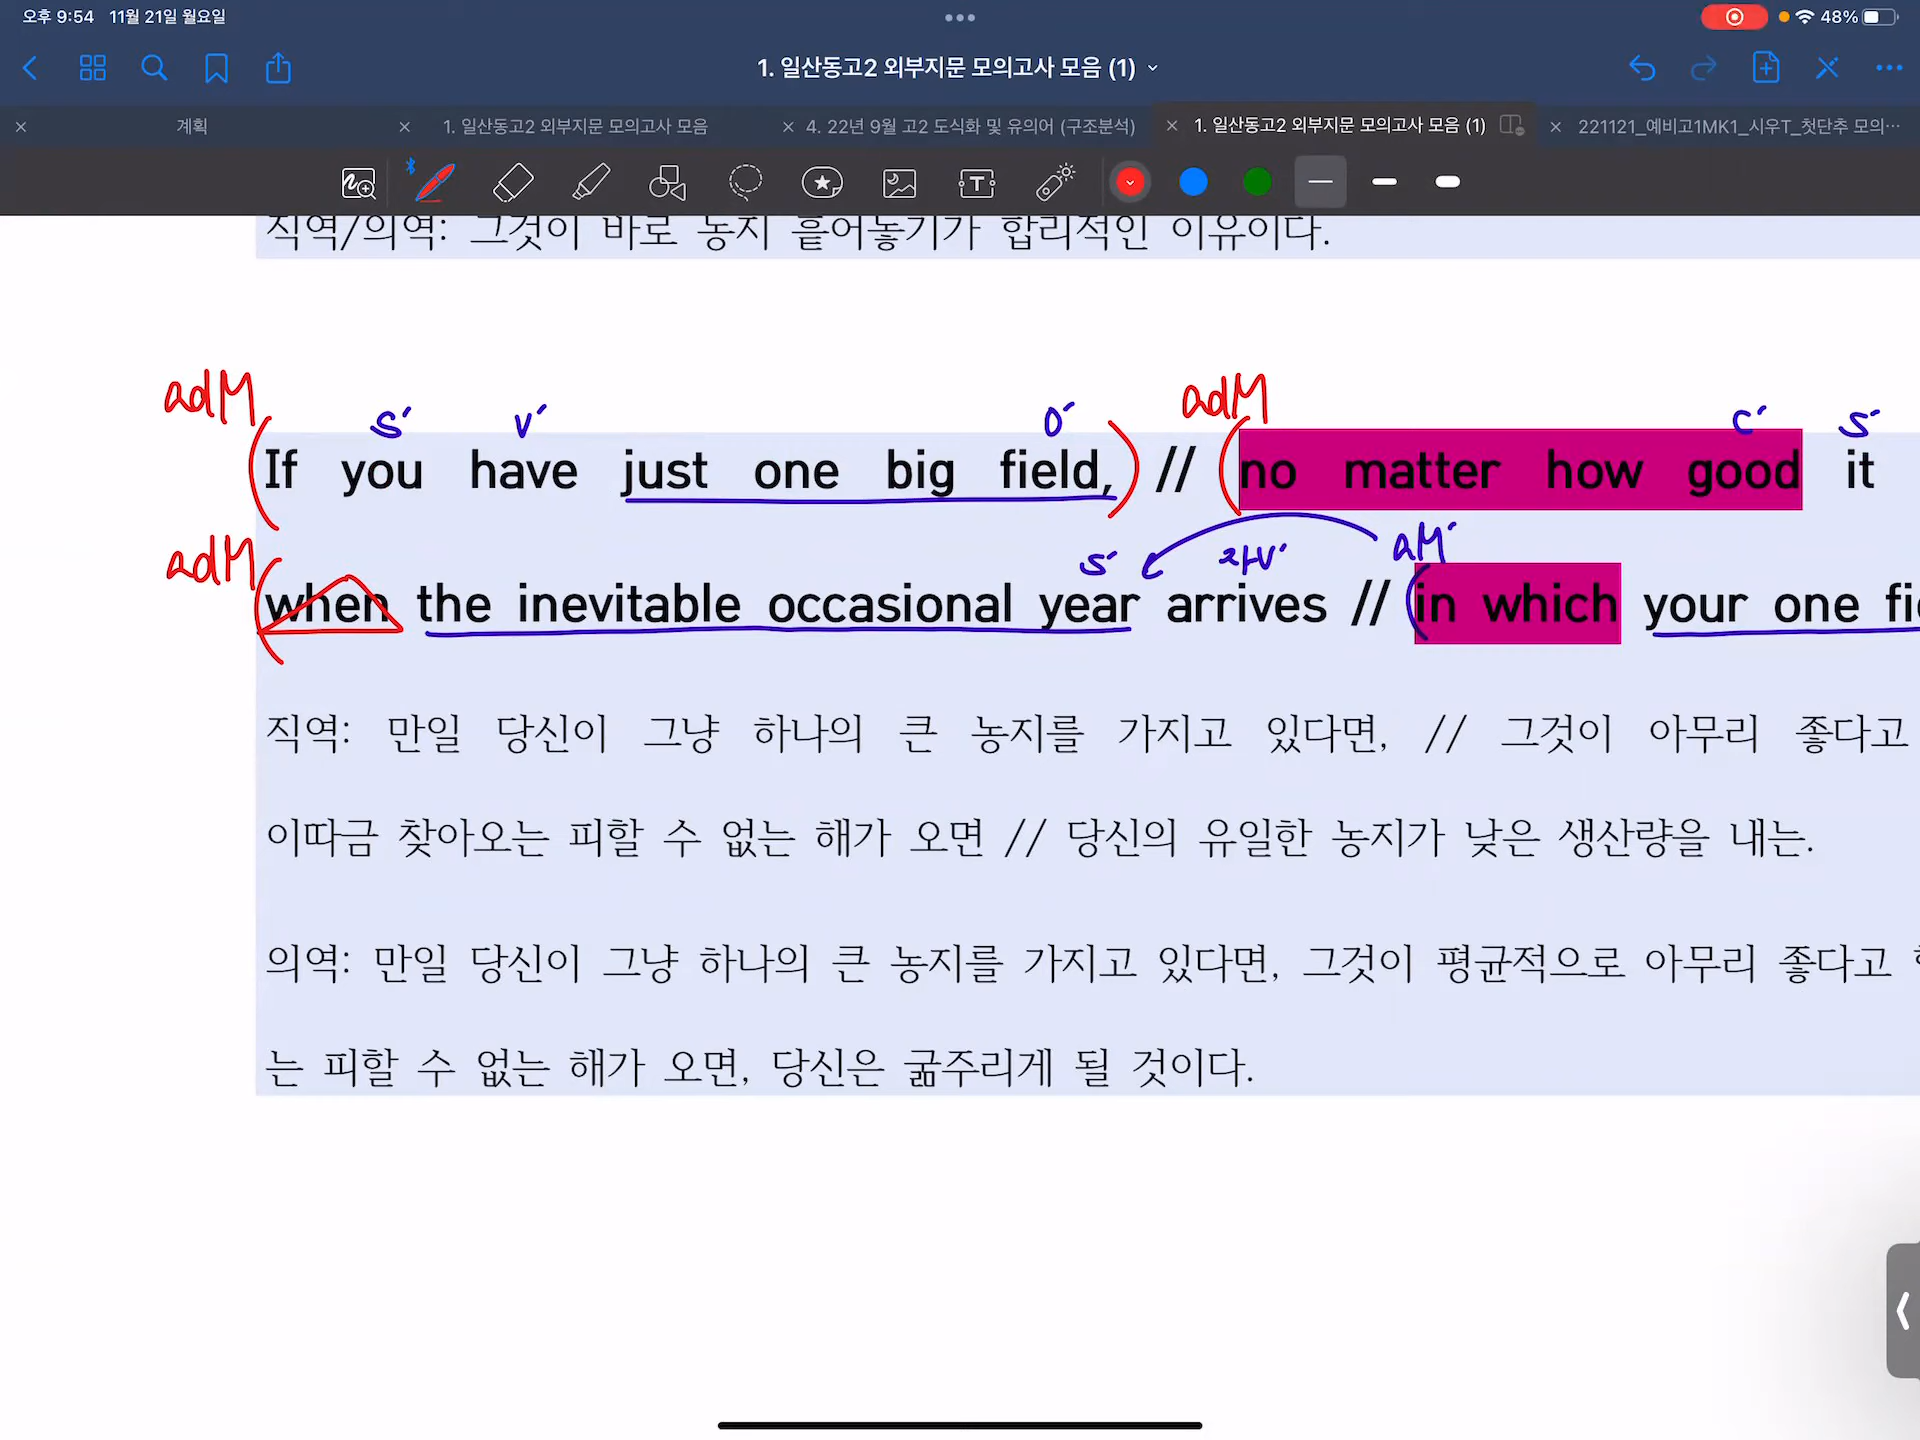 오후 9:54 11월 21일 월요일
48%
1. 일산동고2 외부지문 모의고사 모음 (1)
계획
1. 일산동고2 외부지문 모의고사 모음
4. 22년 9월 고2 도식화 및 유의어 (구조분석)
1. 일산동고2 외부지문 모의고사 모음 (1)
221121_예비고1MK1_시우T_첫단추 모의…
직역/의역: 그것이 바로 농지 흩어놓기가 합리적인 이유이다.
adM S' V' O' adM C' S'
(If you have just one big field,) // (no matter how good it
adM S' 자V' aM'
(when the inevitable occasional year arrives // (in which your one
직역: 만일 당신이 그냥 하나의 큰 농지를 가지고 있다면, // 그것이 아무리 좋다고
이따금 찾아오는 피할 수 없는 해가 오면 // 당신의 유일한 농지가 낮은 생산량을 내는.
의역: 만일 당신이 그냥 하나의 큰 농지를 가지고 있다면, 그것이 평균적으로 아무리 좋다고
는 피할 수 없는 해가 오면, 당신은 굶주리게 될 것이다.